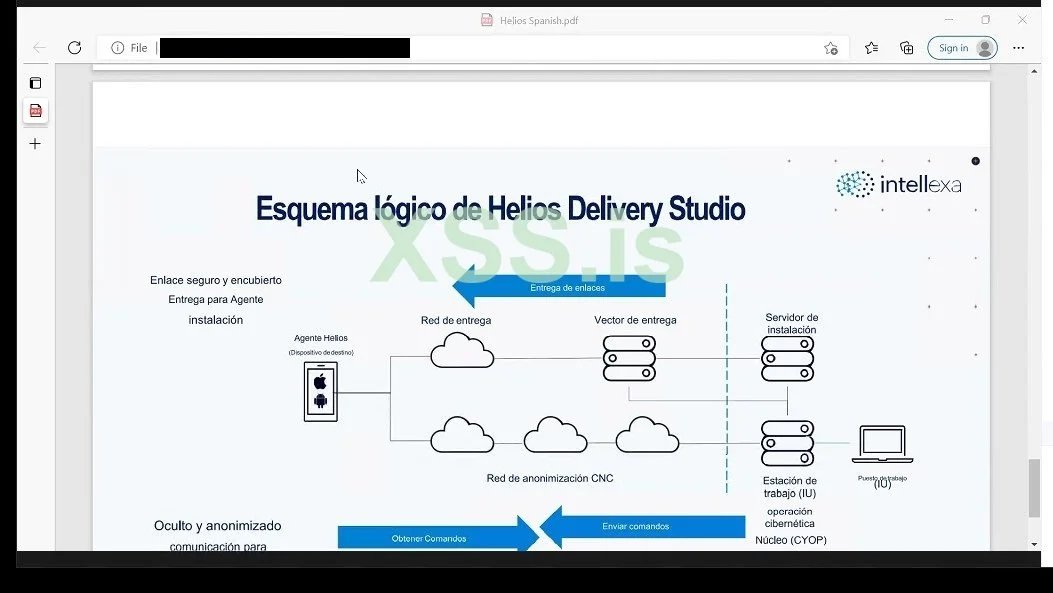 Helios Spanish.pdf
File
Sign in
intellexa
Esquema lógico de Helios Delivery Studio
XSS.is
Enlace seguro y encubierto
Entrega para Agente
instalación
Entrega de enlaces
Red de entrega
Vector de entrega
Servidor de
instalación
Agente Helios
(Dispositivo de destino)
Red de anonimización CNC
Estación de
trabajo (IU)
Puesto de trabajo
(IU)
operación
cibernética
Núcleo (CYOP)
Oculto y anonimizado
comunicación para
Obtener Comandos
Enviar comandos